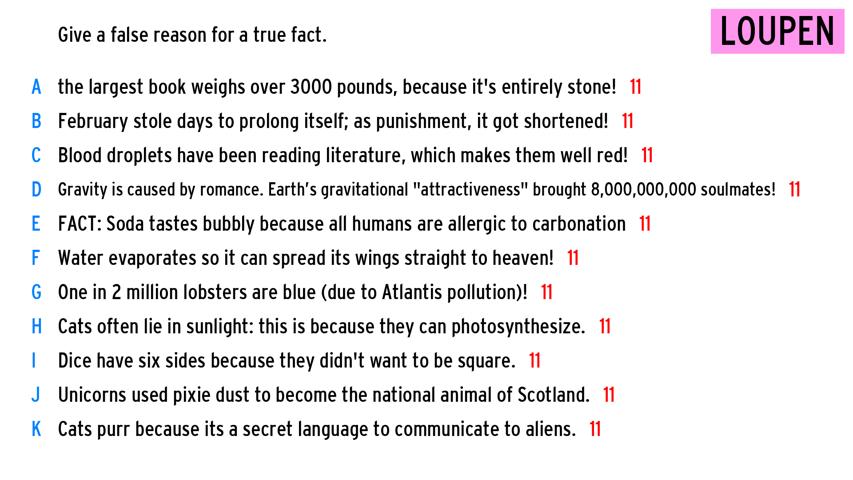 Give a false reason for a true fact.
LOUPEN
A the largest book weighs over 3000 pounds, because it's entirely stone! 11
B February stole days to prolong itself; as punishment, it got shortened! 11
C Blood droplets have been reading literature, which makes them well red! 11
D Gravity is caused by romance. Earth’s gravitational "attractiveness" brought 8,000,000,000 soulmates! 11
E FACT: Soda tastes bubbly because all humans are allergic to carbonation 11
F Water evaporates so it can spread its wings straight to heaven! 11
G One in 2 million lobsters are blue (due to Atlantis pollution)! 11
H Cats often lie in sunlight: this is because they can photosynthesize. 11
I Dice have six sides because they didn't want to be square. 11
J Unicorns used pixie dust to become the national animal of Scotland. 11
K Cats purr because its a secret language to communicate to aliens. 11